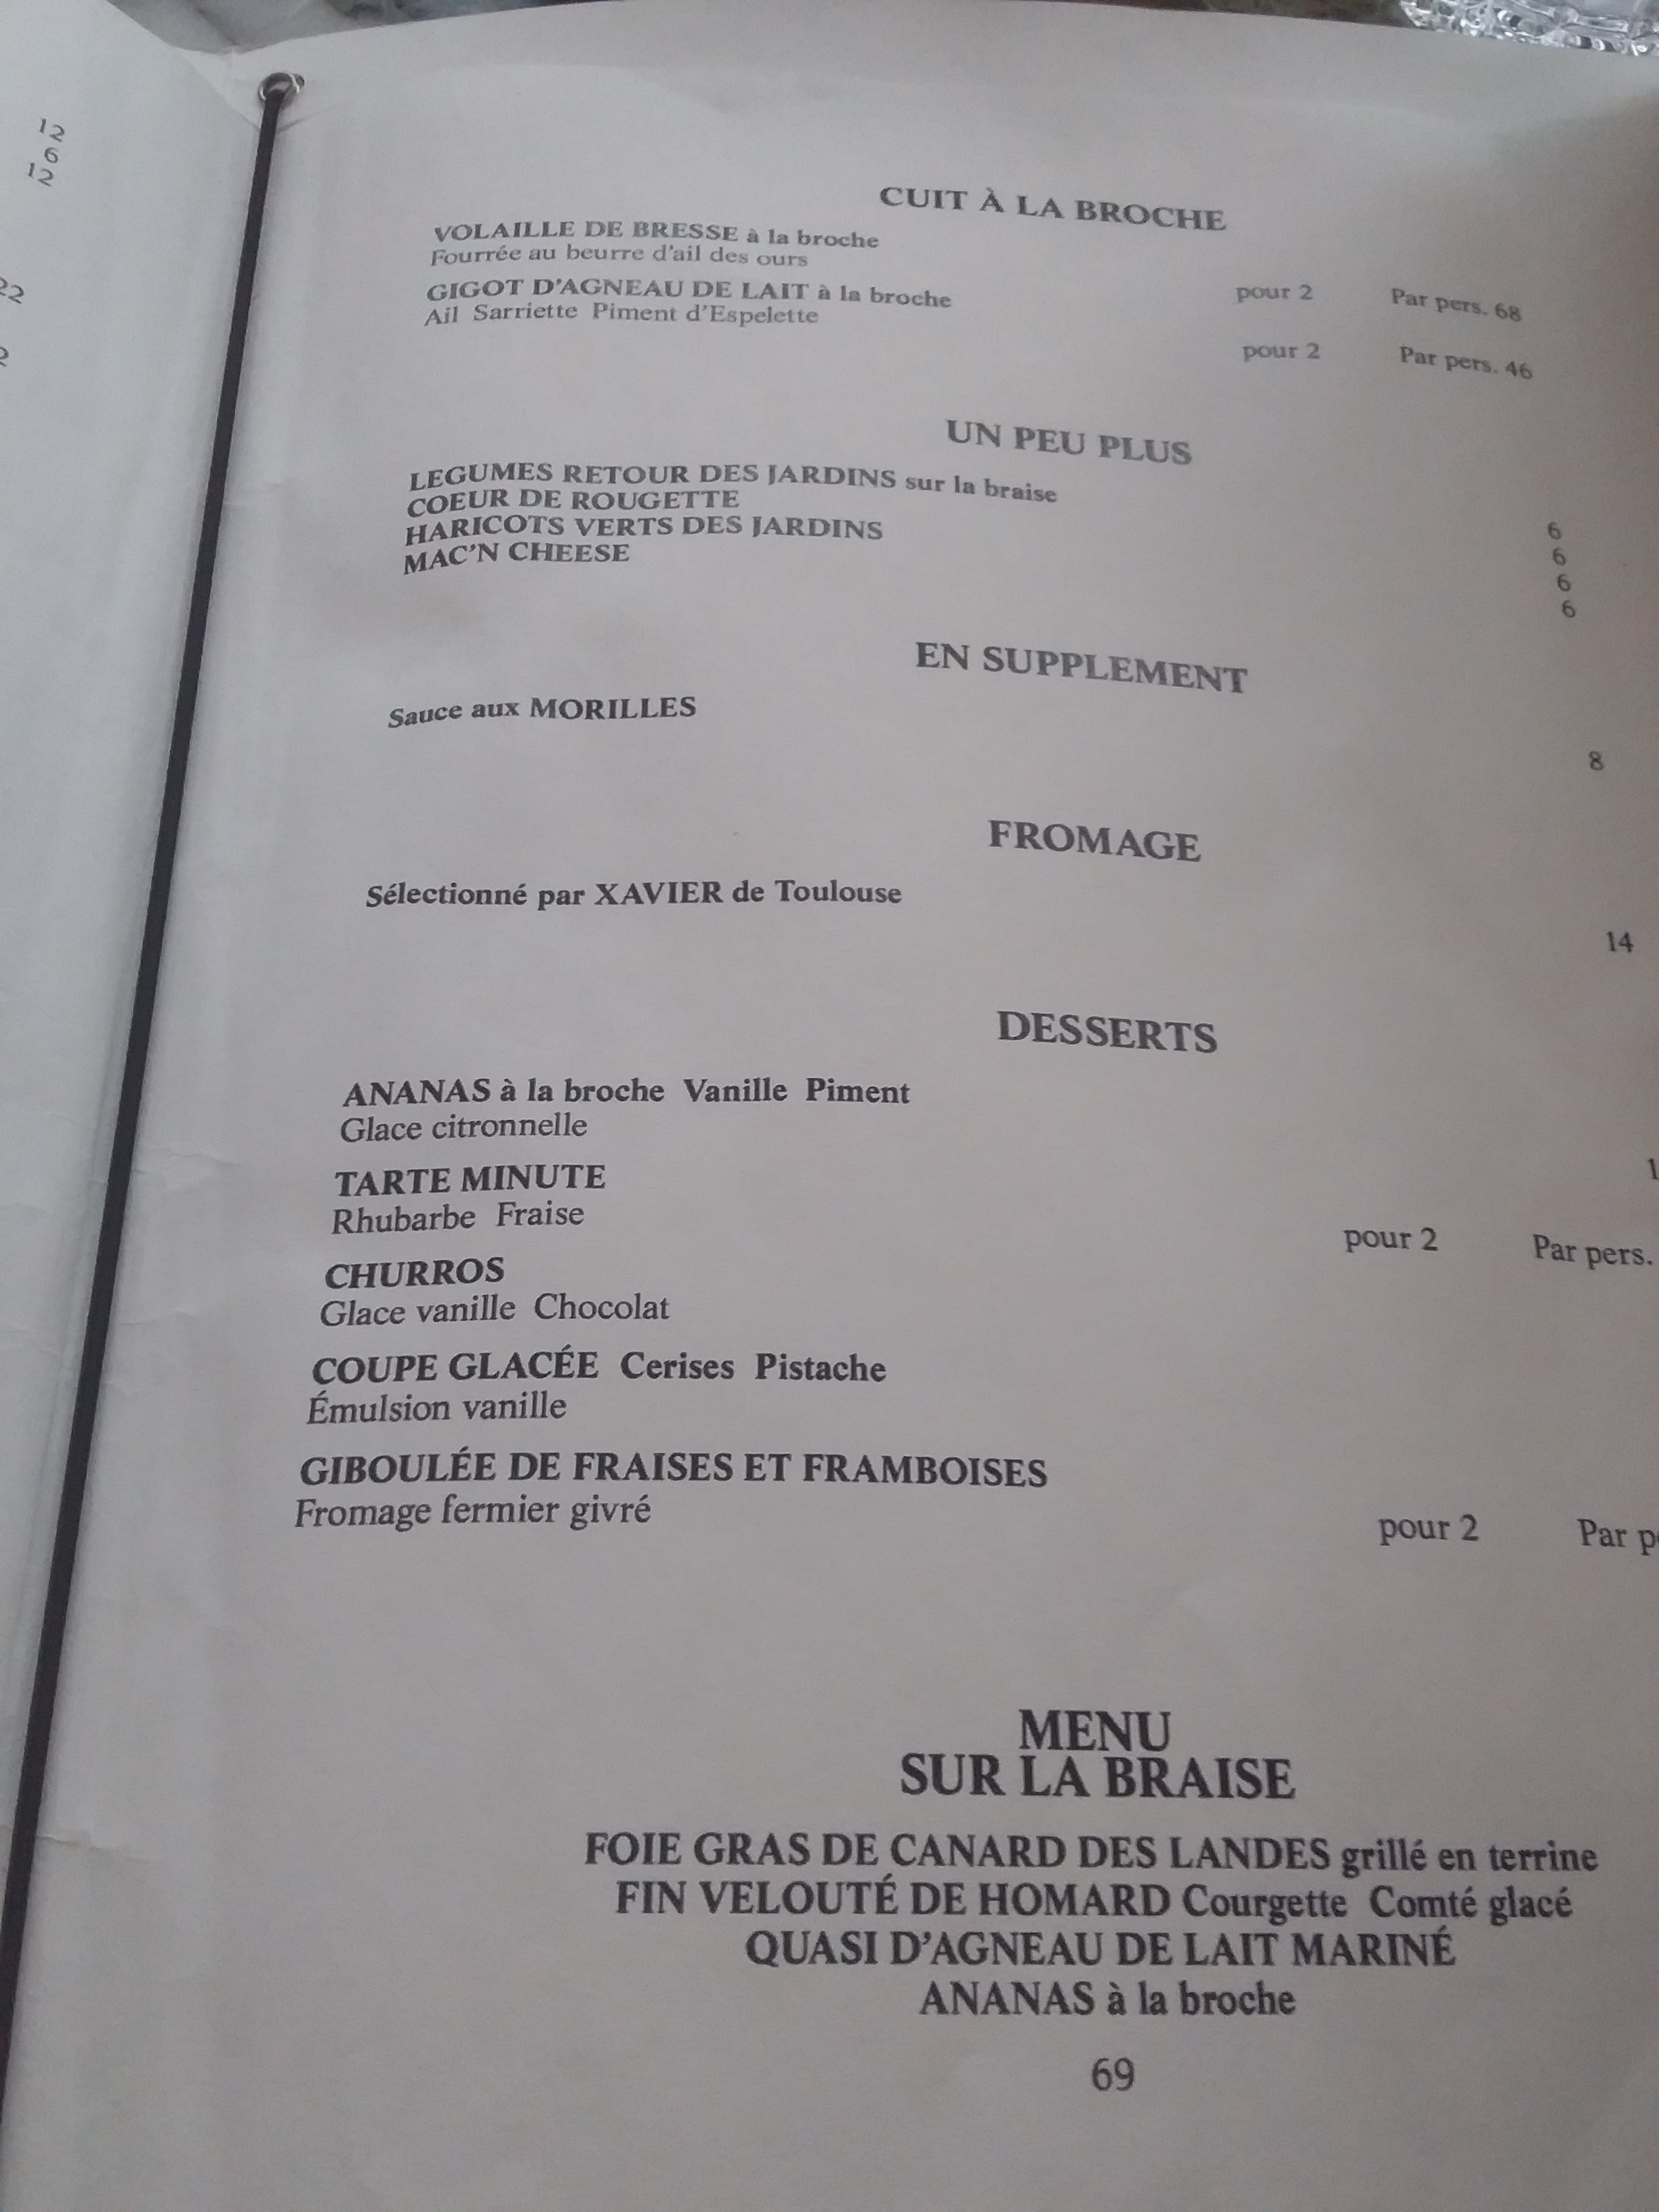 12
6
12
22
2
CUIT À LA BROCHE
VOLAILLE DE BRESSE à la broche
Fourrée au beurre d'ail des ours
pour 2 Par pers. 68
GIGOT D'AGNEAU DE LAIT à la broche
Ail Sarriette Piment d'Espelette
pour 2 Par pers. 46
UN PEU PLUS
LEGUMES RETOUR DES JARDINS sur la braise 6
COEUR DE ROUGETTE 6
HARICOTS VERTS DES JARDINS 6
MAC'N CHEESE 6
EN SUPPLEMENT
Sauce aux MORILLES 8
FROMAGE
Sélectionné par XAVIER de Toulouse 14
DESSERTS
ANANAS à la broche Vanille Piment
Glace citronnelle
TARTE MINUTE
Rhubarbe Fraise
pour 2 Par pers.
CHURROS
Glace vanille Chocolat
COUPE GLACÉE Cerises Pistache
Émulsion vanille
GIBOULÉE DE FRAISES ET FRAMBOISES
Fromage fermier givré
pour 2 Par
MENU
SUR LA BRAISE
FOIE GRAS DE CANARD DES LANDES grillé en terrine
FIN VELOUTÉ DE HOMARD Courgette Comté glacé
QUASI D'AGNEAU DE LAIT MARINÉ
ANANAS à la broche
69